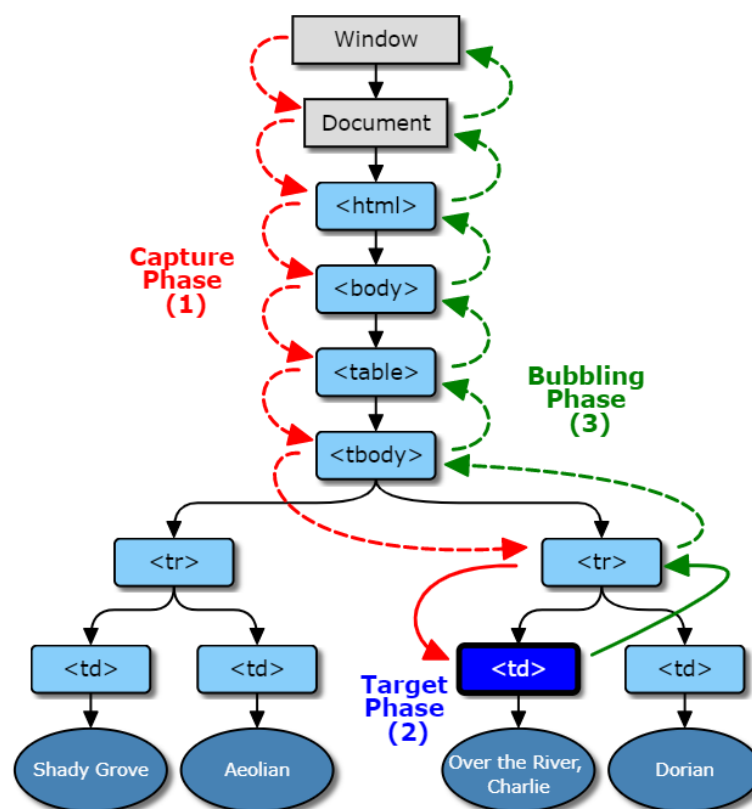 Window
Document
<html>
Capture
Phase
(1)
<body>
<table>
Bubbling
Phase
(3)
<tbody>
<tr>
<tr>
<td>
<td>
<td>
<td>
Target
Phase
(2)
Shady Grove
Aeolian
Over the River,
Charlie
Dorian